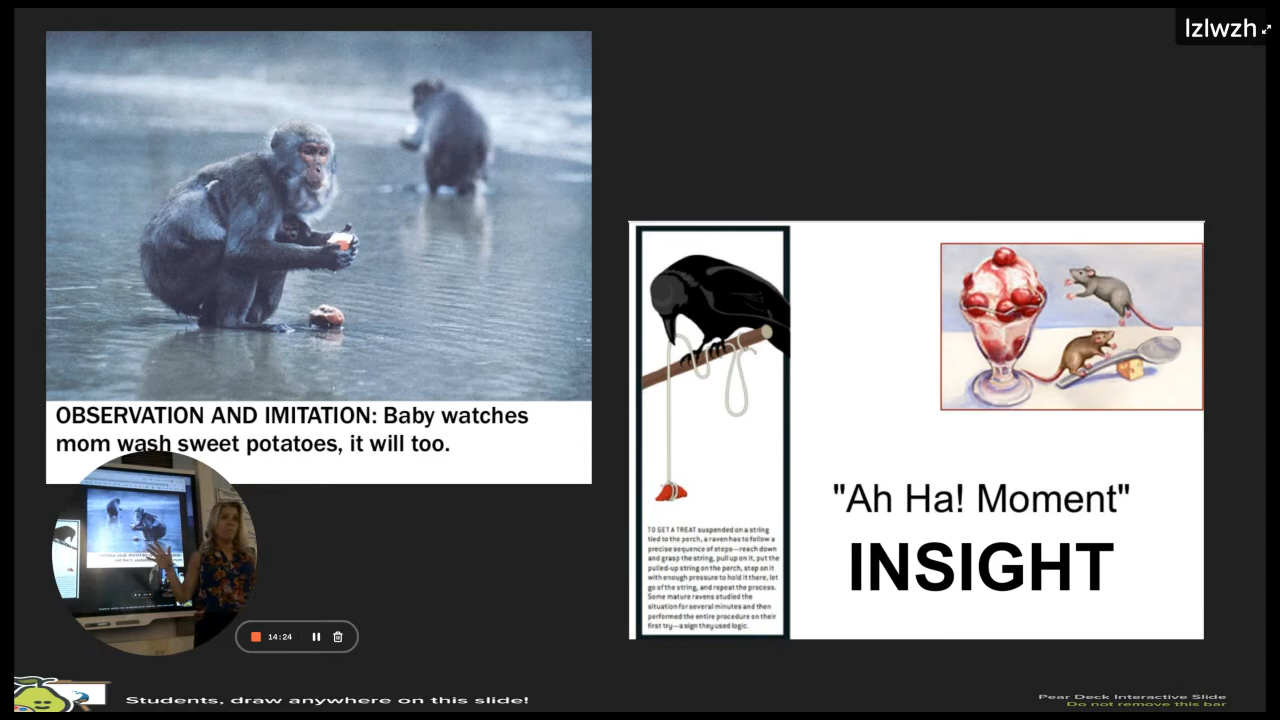 lzlwzh
OBSERVATION AND IMITATION: Baby watches
mom wash sweet potatoes, it will too.
TO GET A TREAT suspended on a string
tied to the perch, a raven has to follow a
precise sequence of steps—reach down
and grasp the string, pull up on it, put the
pulled-up string on the perch, step on it
with enough pressure to hold it there, let
go of the string, and repeat the process.
Some mature ravens studied the
situation for several minutes and then
performed the entire procedure on their
first try—a sign they used logic.
"Ah Ha! Moment"
INSIGHT
14:24
Students, draw anywhere on this slide!
Pear Deck Interactive Slide
Do not remove this bar